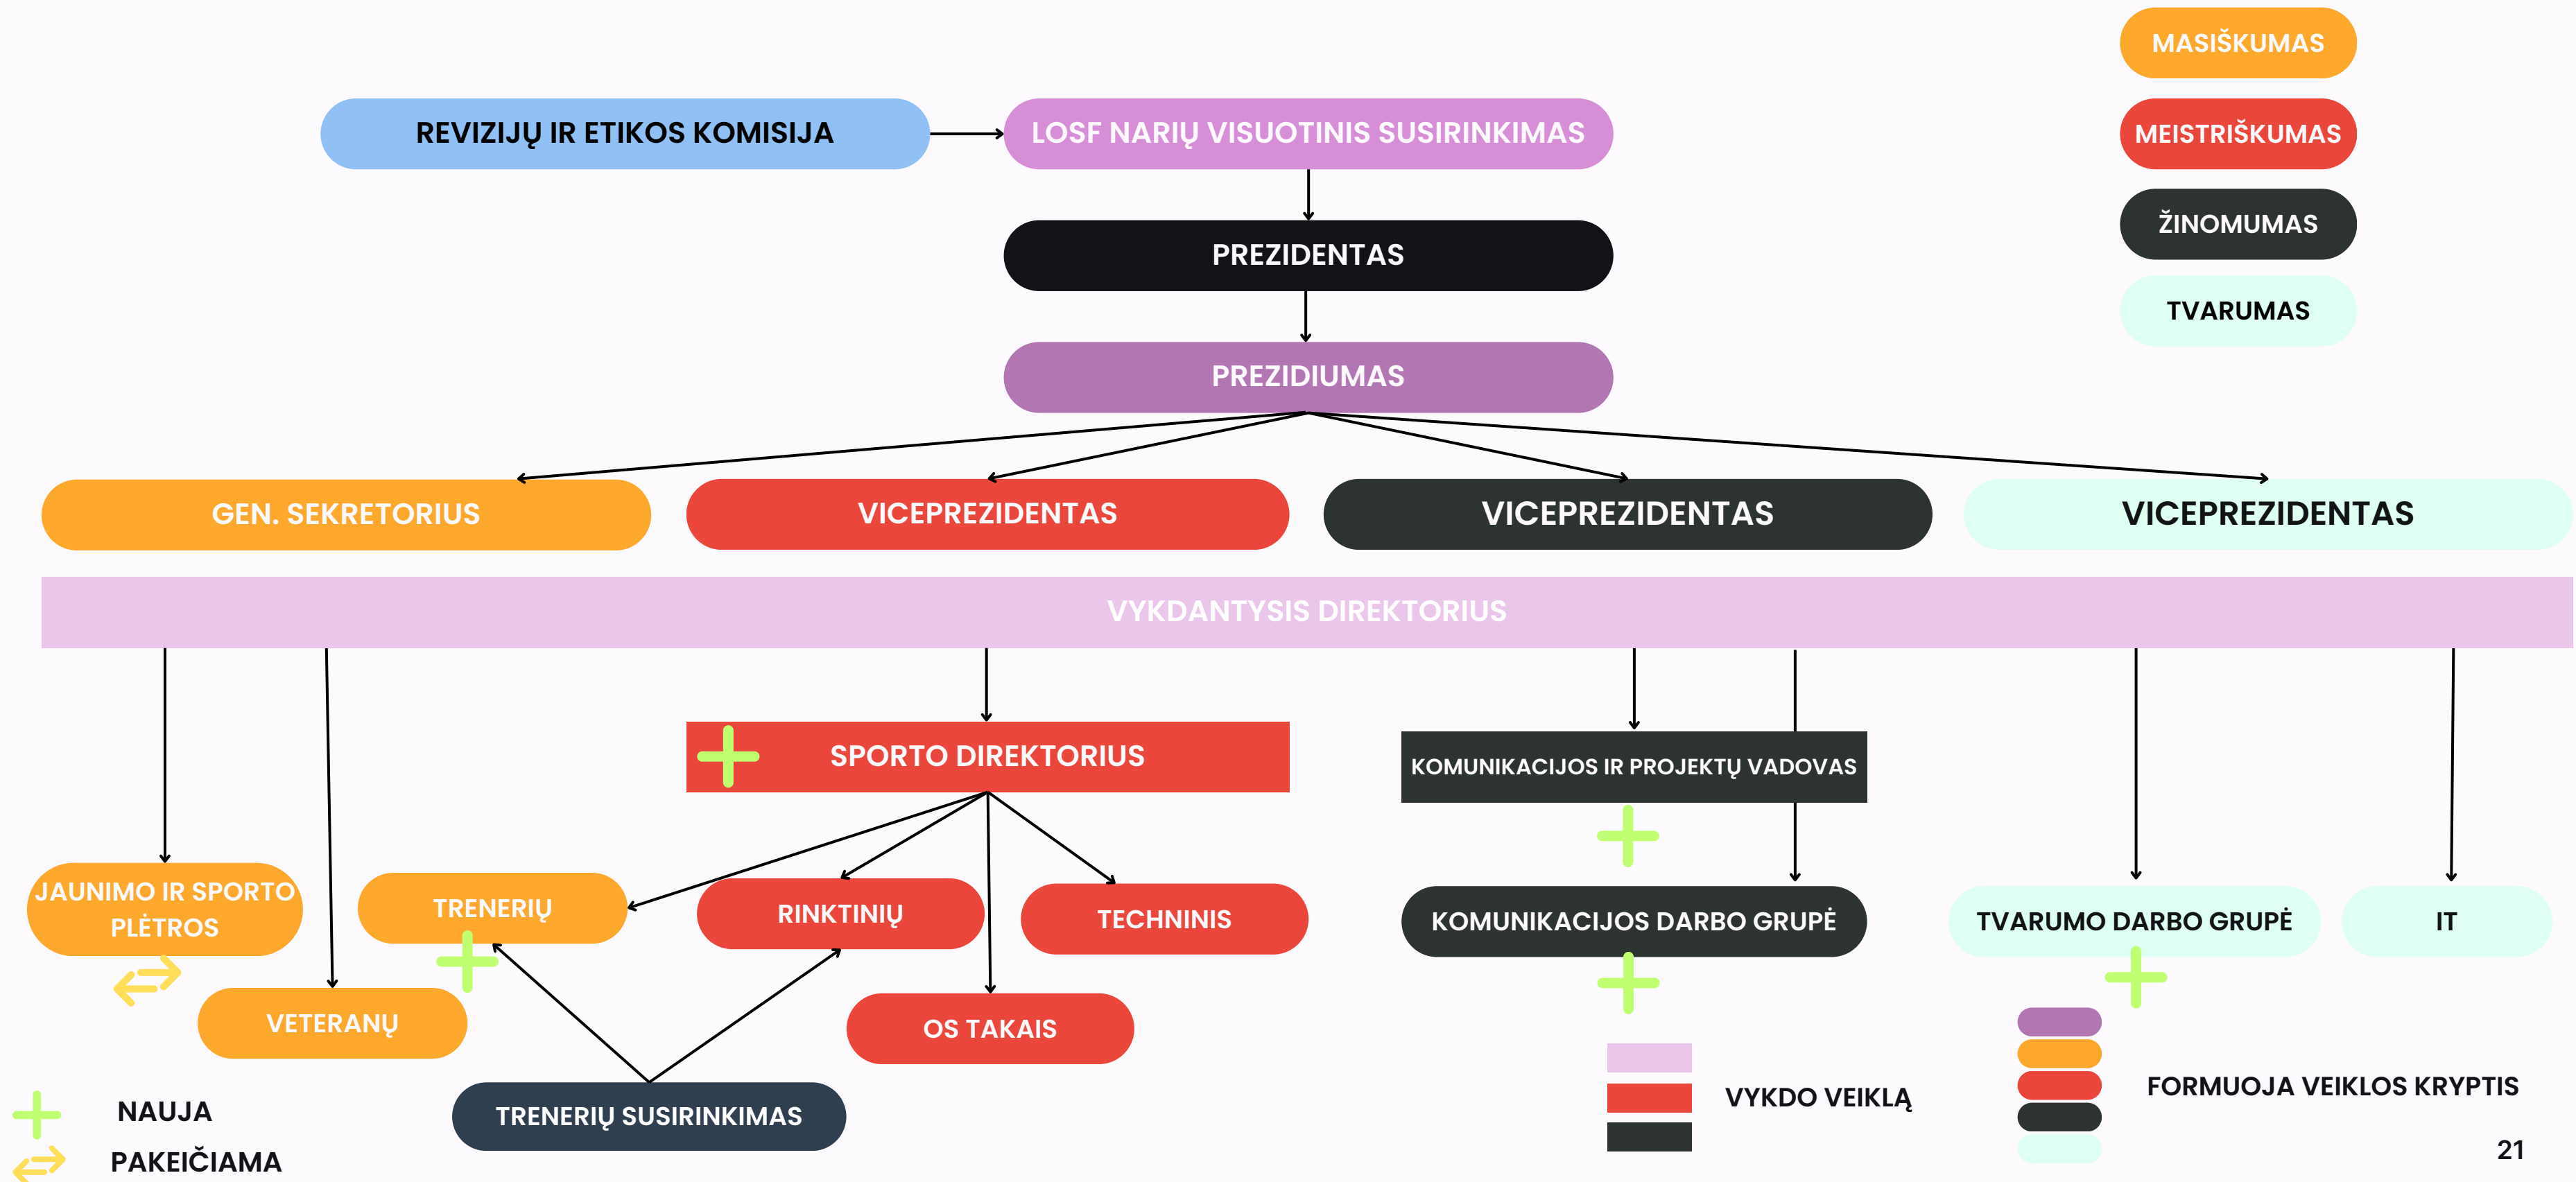 MASIŠKUMAS
REVIZIJŲ IR ETIKOS KOMISIJA
LOSF NARIŲ VISUOTINIS SUSIRINKIMAS
MEISTRIŠKUMAS
PREZIDENTAS
ŽINOMUMAS
TVARUMAS
PREZIDIUMAS
GEN. SEKRETORIUS
VICEPREZIDENTAS
VICEPREZIDENTAS
VICEPREZIDENTAS
VYKDANTYSIS DIREKTORIUS
SPORTO DIREKTORIUS
KOMUNIKACIJOS IR PROJEKTŲ VADOVAS
JAUNIMO IR SPORTO
PLĖTROS
TRENERIŲ
RINKTINIŲ
TECHNINIS
KOMUNIKACIJOS DARBO GRUPĖ
TVARUMO DARBO GRUPĖ
IT
VETERANŲ
OS TAKAIS
TRENERIŲ SUSIRINKIMAS
NAUJA
PAKEIČIAMA
VYKDO VEIKLĄ
FORMUOJA VEIKLOS KRYPTIS
21